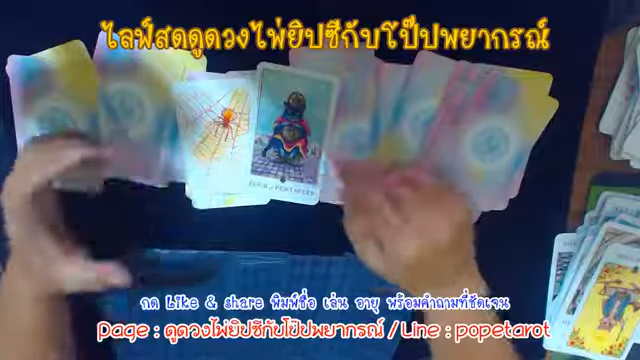 ไลฟ์สดดูดวงไพ่ยิปซีกับโป๊ปพยากรณ์
FOUR of PENTACLES
กด Like & share พิมพ์ชื่อ เล่น อายุ พร้อมคำถามที่ชัดเจน
Page : ดูดวงไพ่ยิปซีกับโป๊ปพยากรณ์ / Line : popetarot